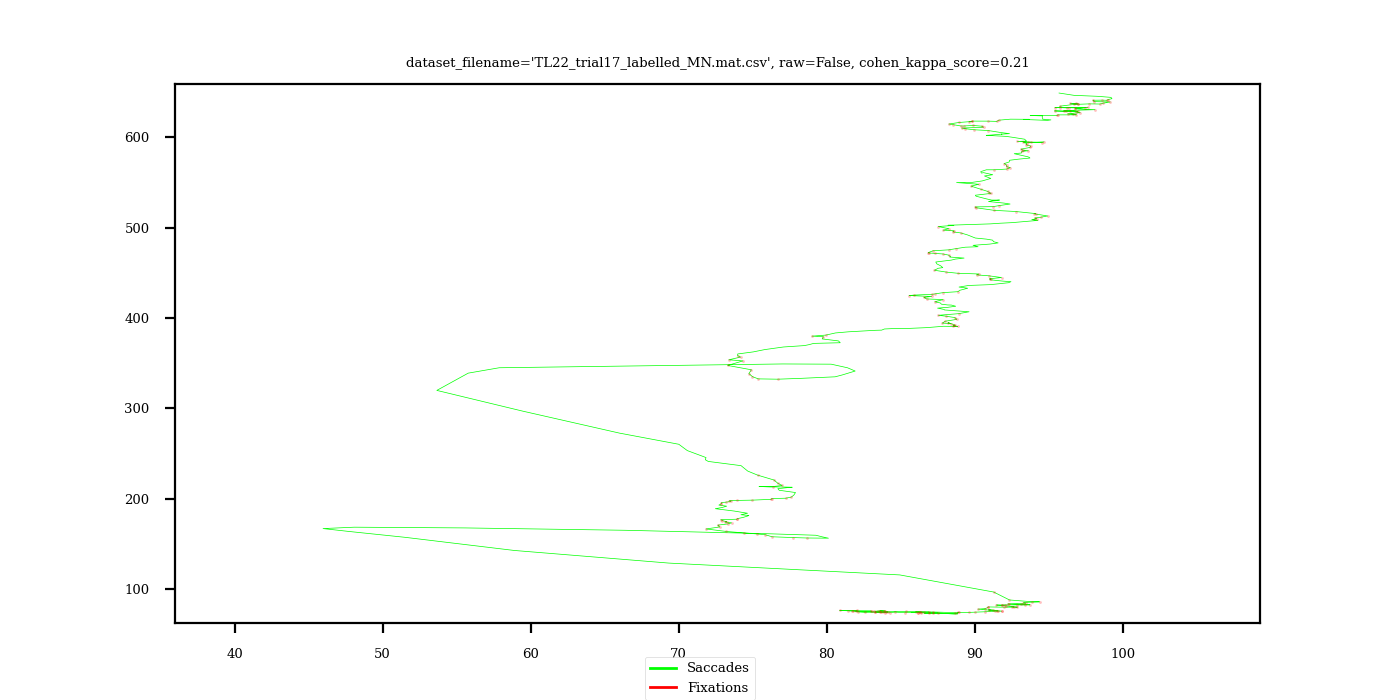 dataset_filename='TL22_trial17_labelled_MN.mat.csv', raw=False, cohen_kappa_score=0.21
600
500
400
300
200
100
40 50 60 70 80 90 100
Saccades
Fixations